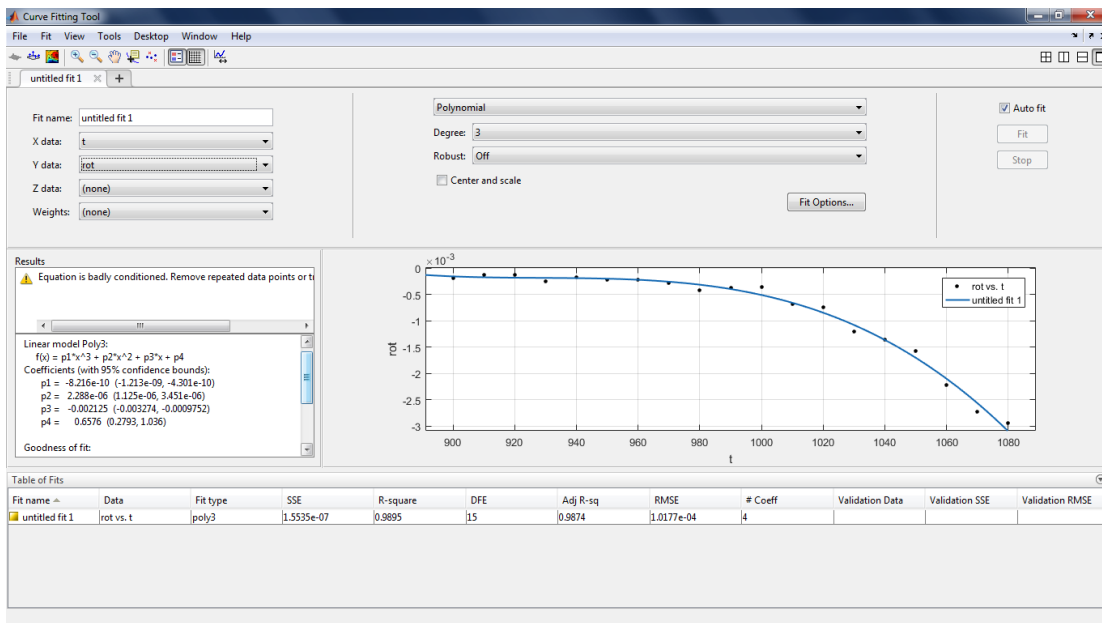 Curve Fitting Tool
File Fit View Tools Desktop Window Help
untitled fit 1
Fit name: untitled fit 1
X data: t
Y data: rot
Z data: (none)
Weights: (none)
Polynomial
Degree: 3
Robust: Off
Center and scale
Fit Options...
Auto fit
Fit
Stop
Results
Equation is badly conditioned. Remove repeated data points or t
Linear model Poly3:
f(x) = p1*x^3 + p2*x^2 + p3*x + p4
Coefficients (with 95% confidence bounds):
p1 = -8.216e-10 (-1.213e-09, -4.301e-10)
p2 = 2.288e-06 (1.125e-06, 3.451e-06)
p3 = -0.002125 (-0.003274, -0.0009752)
p4 = 0.6576 (0.2793, 1.036)
Goodness of fit:
×10^-3
0
-0.5
-1
-1.5
-2
-2.5
-3
rot
900 920 940 960 980 1000 1020 1040 1060 1080
t
rot vs. t
untitled fit 1
Table of Fits
Fit name Data Fit type SSE R-square DFE Adj R-sq RMSE # Coeff Validation Data Validation SSE Validation RMSE
untitled fit 1 rot vs. t poly3 1.5535e-07 0.9895 15 0.9874 1.0177e-04 4